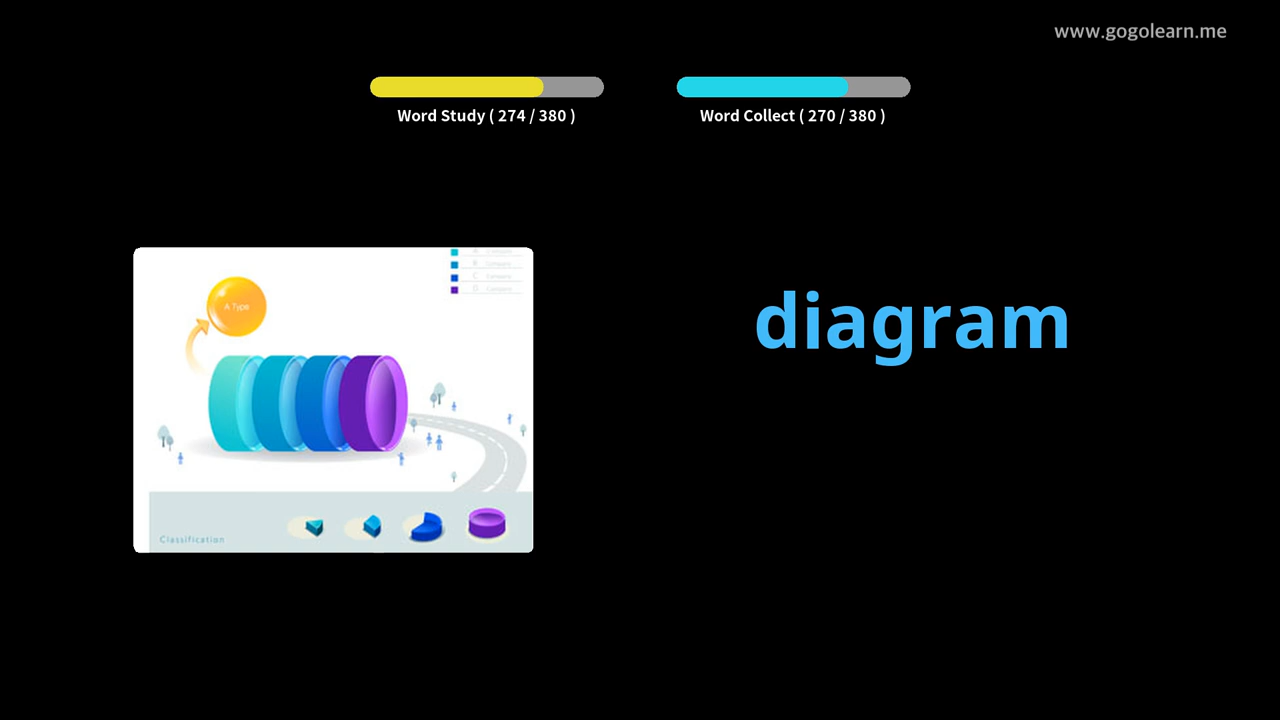 www.gogolearn.me
Word Study ( 274 / 380 )
Word Collect ( 270 / 380 )
diagram
A Type
B
C
D
Classification